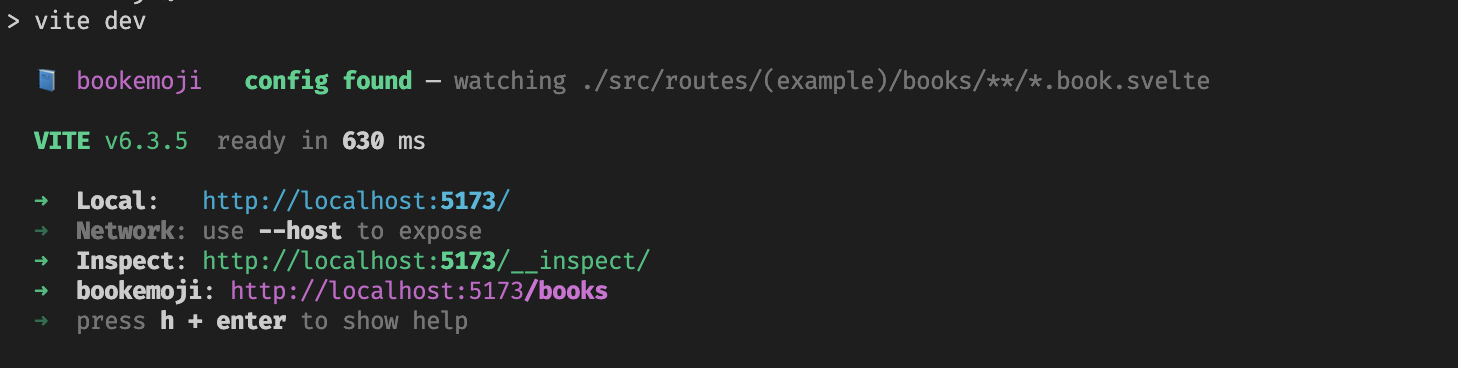 > vite dev
📘 bookemoji config found — watching ./src/routes/(example)/books/**/*.book.svelte
VITE v6.3.5 ready in 630 ms
➜ Local: http://localhost:5173/
➜ Network: use --host to expose
➜ Inspect: http://localhost:5173/__inspect/
➜ bookemoji: http://localhost:5173/books
➜ press h + enter to show help